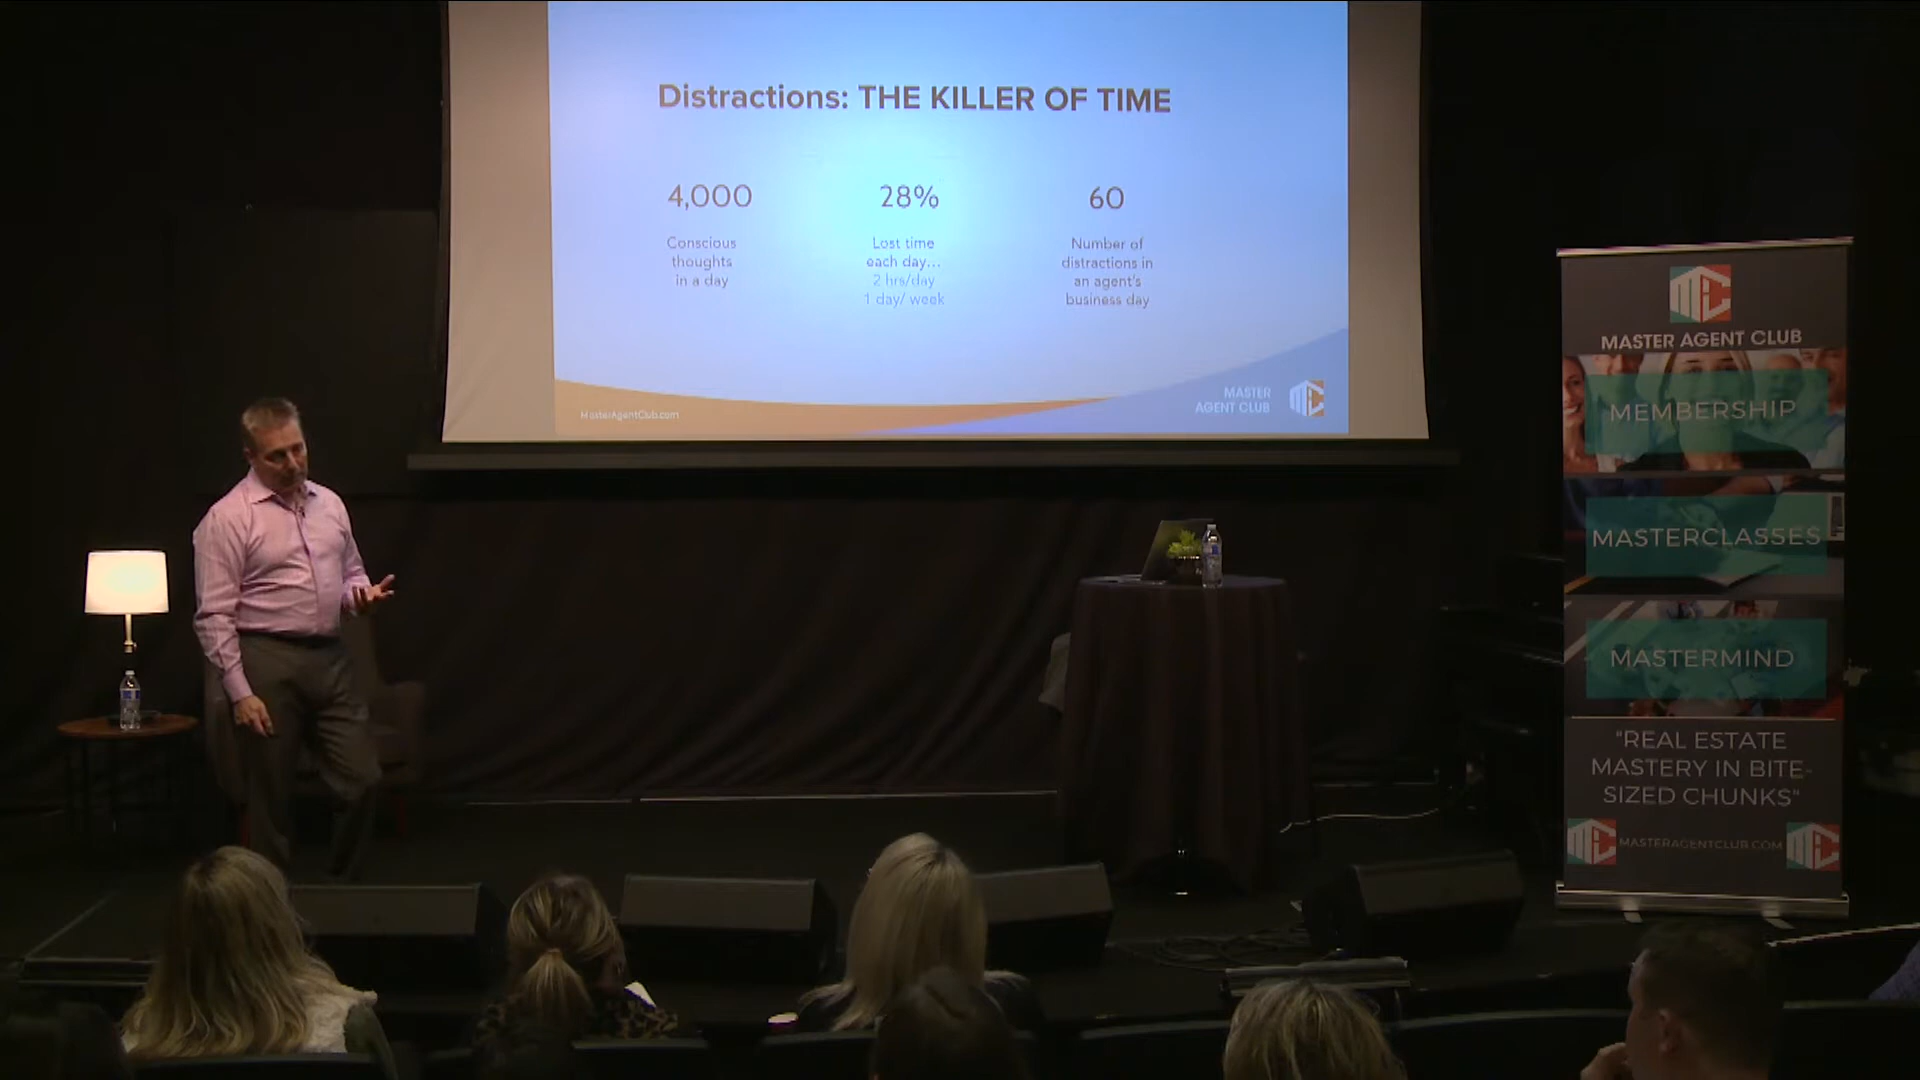 Distractions: THE KILLER OF TIME
4,000
Conscious
thoughts
in a day
28%
Lost time
each day...
2 hrs/day
1 day/ week
60
Number of
distractions in
an agent's
business day
MasterAgentClub.com
MASTER
AGENT CLUB
MASTER AGENT CLUB
MEMBERSHIP
MASTERCLASSES
MASTERMIND
"REAL ESTATE
MASTERY IN BITE-
SIZED CHUNKS"
MASTERAGENTCLUB.COM